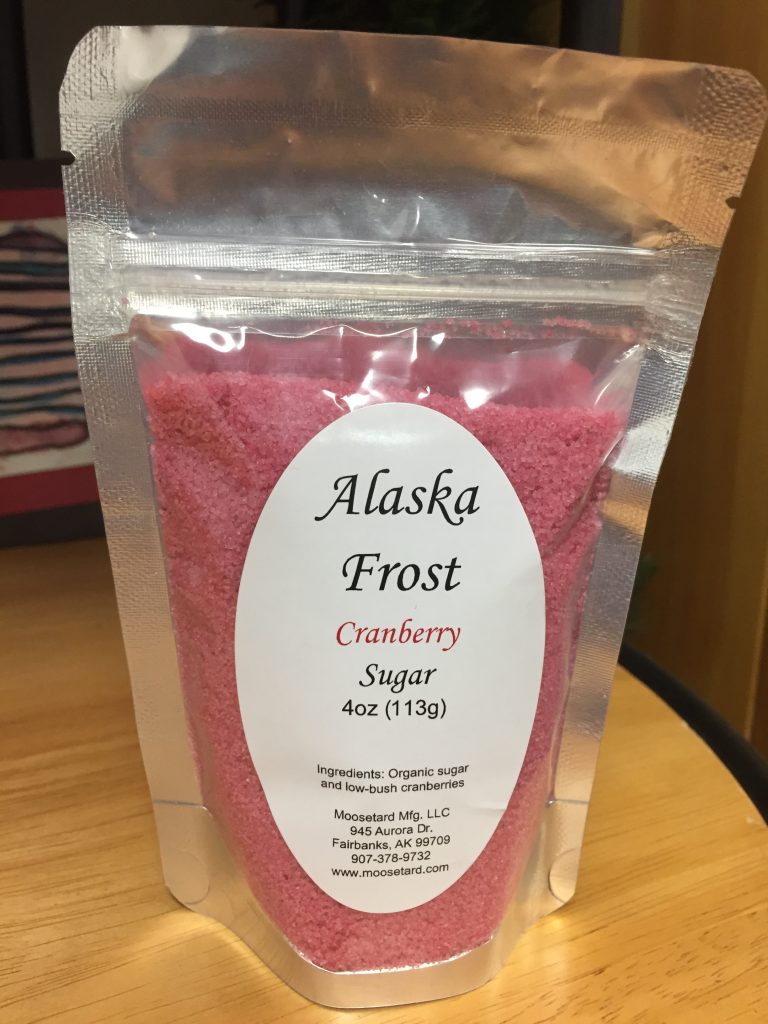 Alaska
Frost
Cranberry
Sugar
4oz (113g)
Ingredients: Organic sugar
and low-bush cranberries
Moosetard Mfg. LLC
945 Aurora Dr.
Fairbanks, AK 99709
907-378-9732
www.moosetard.com